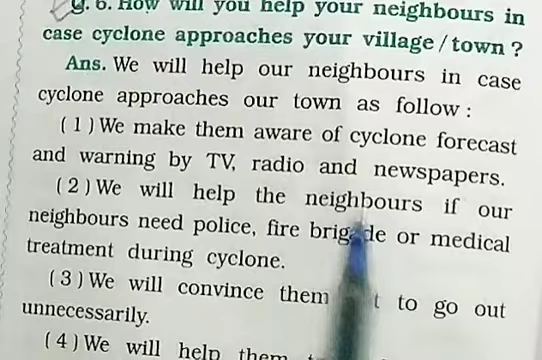 Q. 6. How will you help your neighbours in
case cyclone approaches your village / town ?
Ans. We will help our neighbours in case
cyclone approaches our town as follow :
( 1 ) We make them aware of cyclone forecast
and warning by TV, radio and newspapers.
( 2 ) We will help the neighbours if our
neighbours need police, fire brigade or medical
treatment during cyclone.
( 3 ) We will convince them to go out
unnecessarily.
( 4 ) We will help them